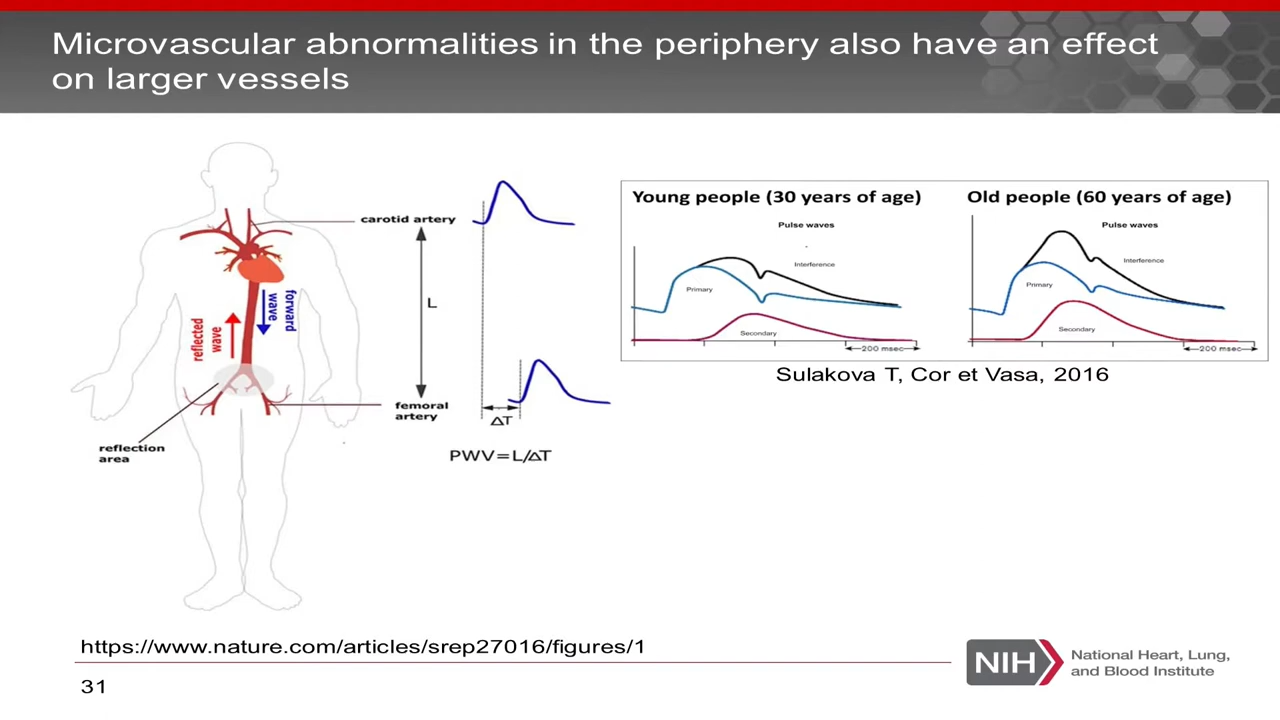 Microvascular abnormalities in the periphery also have an effect
on larger vessels
carotid artery
L
forward
wave
reflected
wave
femoral
artery
reflection
area
ΔT
PWV=L/ΔT
Young people (30 years of age)
Pulse waves
Interference
Primary
Secondary
200 msec
Old people (60 years of age)
Pulse waves
Interference
Primary
Secondary
200 msec
Sulakova T, Cor et Vasa, 2016
https://www.nature.com/articles/srep27016/figures/1
31
NIH
National Heart, Lung,
and Blood Institute